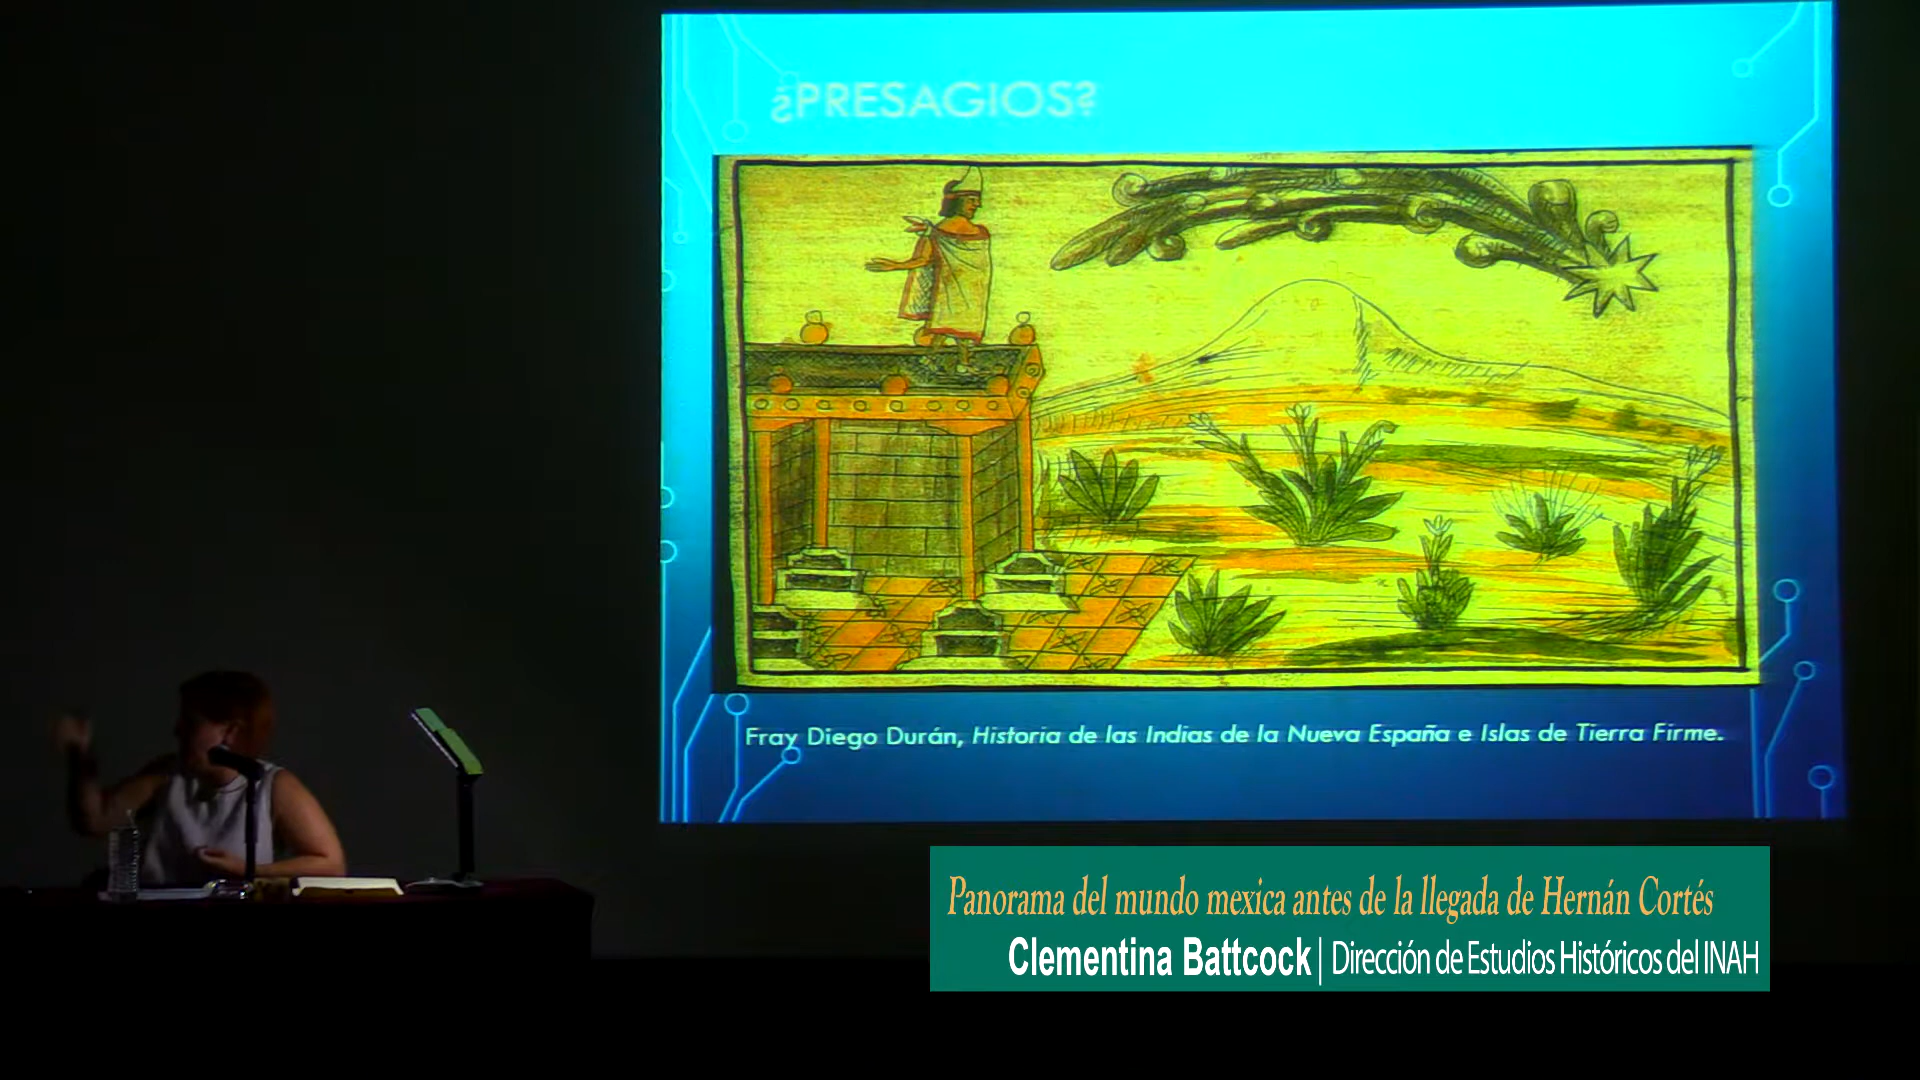 ¿PRESAGIOS?
Fray Diego Durán, Historia de las Indias de la Nueva España e Islas de Tierra Firme.
Panorama del mundo mexica antes de la llegada de Hernán Cortés
Clementina Battcock | Dirección de Estudios Históricos del INAH